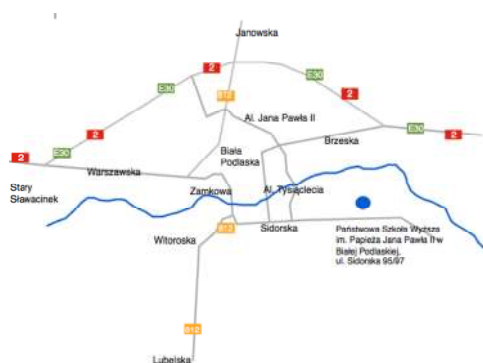 Janowska
2
E30
E30
2
812
2
Al. Jana Pawła II
Brzeska
E30
2
E30
2
Warszawska
Biała
Podlaska
Stary
Sławacinek
Zamkowa
Al. Tysiąclecia
812
Sidorska
Witoroska
Państwowa Szkoła Wyższa
im. Papieża Jana Pawła II w
Białej Podlaskiej,
ul. Sidorska 95/97
812
Lubelska